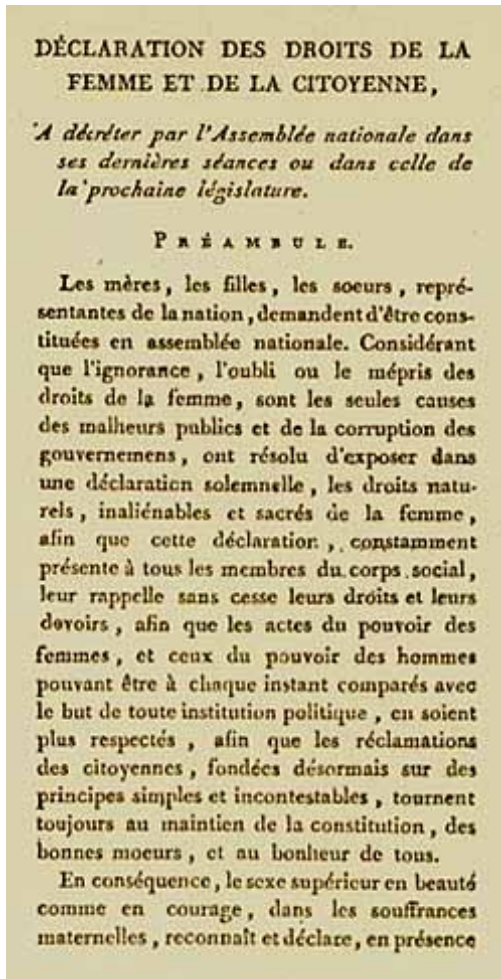 DÉCLARATION DES DROITS DE LA
FEMME ET DE LA CITOYENNE,
A décréter par l'Assemblée nationale dans
ses dernières séances ou dans celle de
la prochaine législature.
PRÉAMBULE.
Les mères, les filles, les soeurs, repré-
sentantes de la nation, demandent d'être cons-
tituées en assemblée nationale. Considérant
que l'ignorance, l'oubli ou le mépris des
droits de la femme, sont les seules causes
des malheurs publics et de la corruption des
gouvernemens, ont résolu d'exposer dans
une déclaration solemnelle, les droits natu-
rels, inaliénables et sacrés de la femme,
afin que cette déclaration, constamment
présente à tous les membres du corps social,
leur rappelle sans cesse leurs droits et leurs
devoirs, afin que les actes du pouvoir des
femmes, et ceux du pouvoir des hommes
pouvant être à chaque instant comparés avec
le but de toute institution politique, en soient
plus respectés, afin que les réclamations
des citoyennes, fondées désormais sur des
principes simples et incontestables, tournent
toujours au maintien de la constitution, des
bonnes moeurs, et au bonheur de tous.
En conséquence, le sexe supérieur en beauté
comme en courage, dans les souffrances
maternelles, reconnaît et déclare, en présence